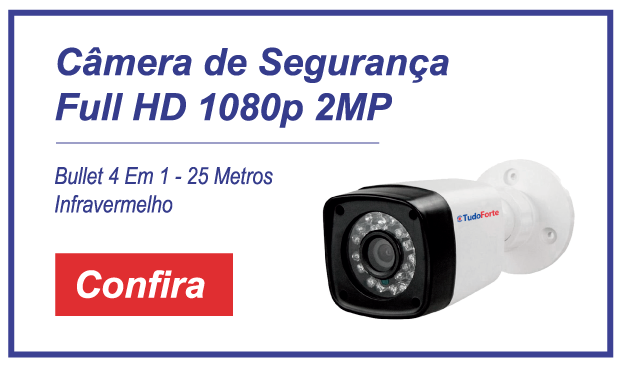 Câmera de Segurança
Full HD 1080p 2MP
Bullet 4 Em 1 - 25 Metros
Infravermelho
TudoForte
Confira